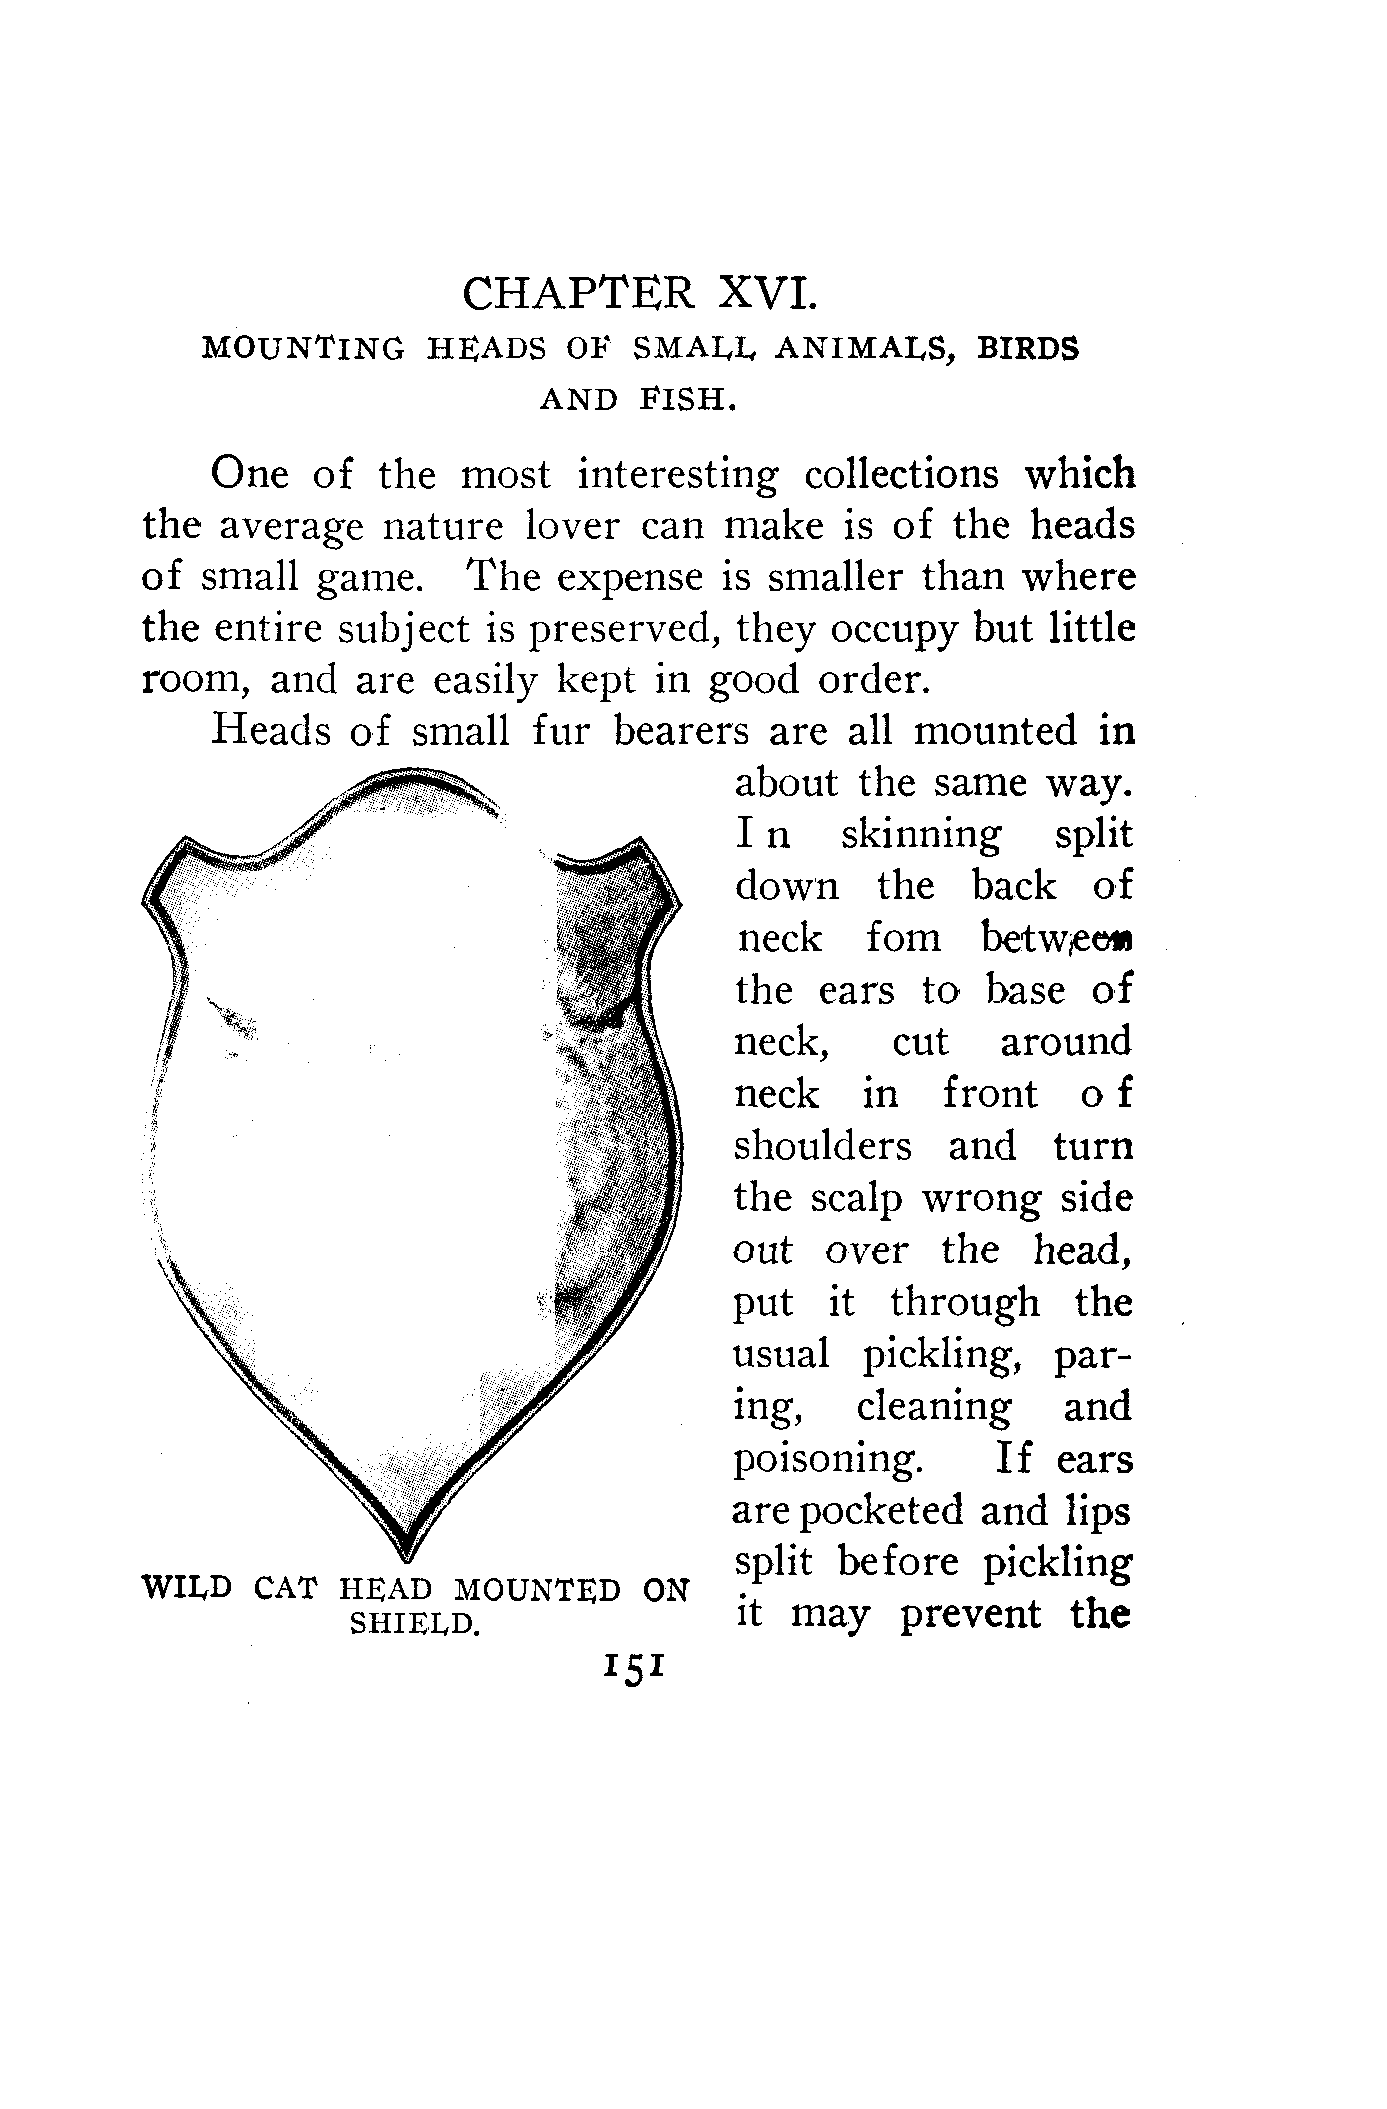 CHAPTER XVI.
MOUNTING HEADS OF SMALL ANIMALS, BIRDS
AND FISH.
One of the most interesting collections which
the average nature lover can make is of the heads
of small game. The expense is smaller than where
the entire subject is preserved, they occupy but little
room, and are easily kept in good order.
Heads of small fur bearers are all mounted in
about the same way.
In skinning split
down the back of
neck fom between
the ears to base of
neck, cut around
neck in front of
shoulders and turn
the scalp wrong side
out over the head,
put it through the
usual pickling, par-
ing, cleaning and
poisoning. If ears
are pocketed and lips
split before pickling
it may prevent the
WILD CAT HEAD MOUNTED ON
SHIELD.
151